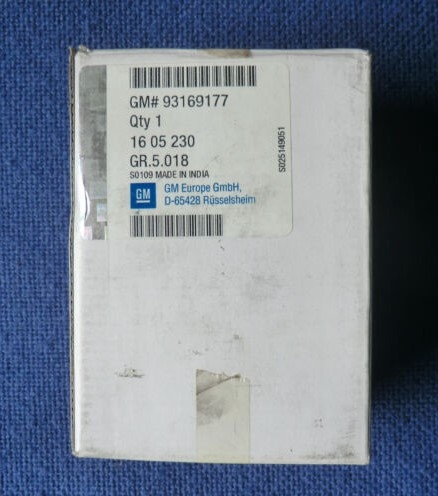 GM# 93169177
Qty 1
16 05 230
GR.5.018
S0109 MADE IN INDIA
GM
GM Europe GmbH,
D-65428 Rüsselsheim
S025149051